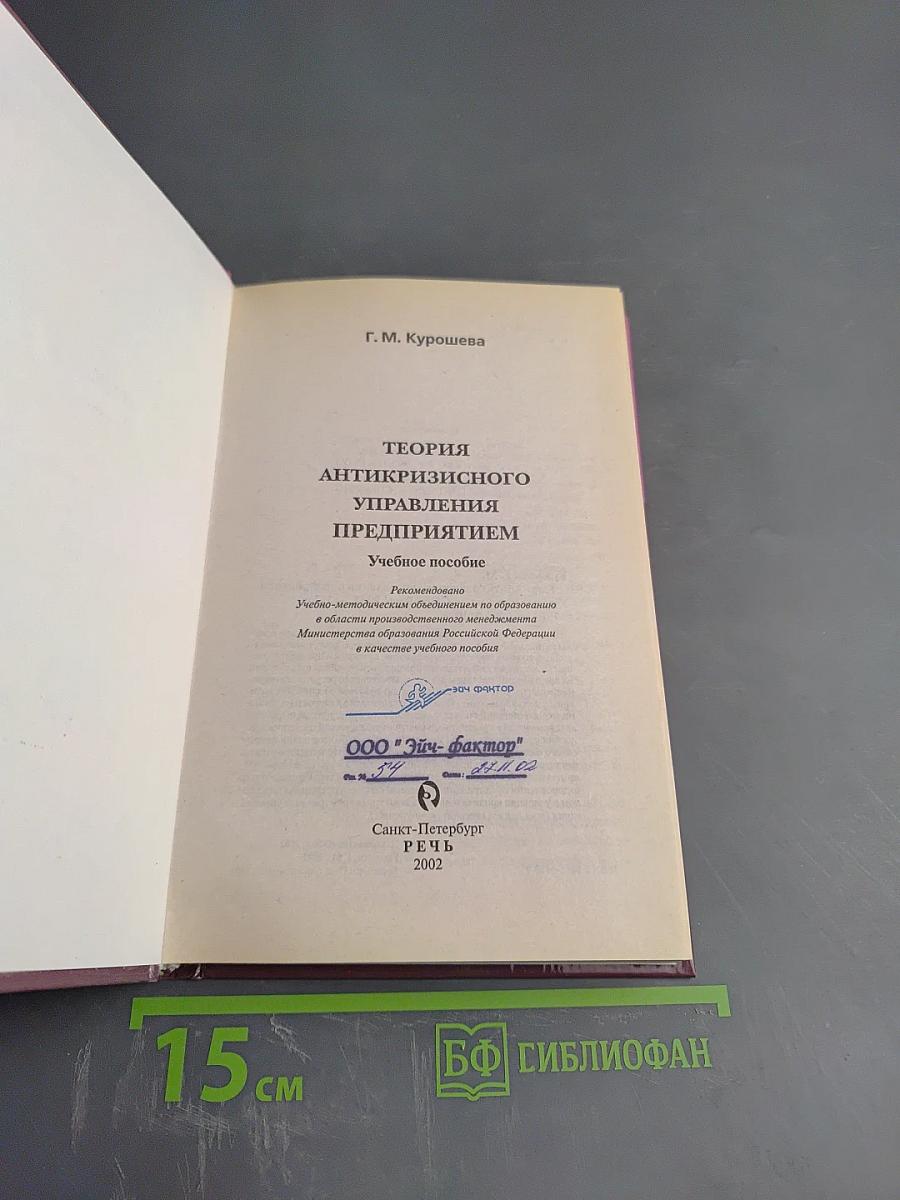 Г. М. Курошева
ТЕОРИЯ
АНТИКРИЗИСНОГО
УПРАВЛЕНИЯ
ПРЕДПРИЯТИЕМ
Учебное пособие
Рекомендовано
Учебно-методическим объединением по образованию
в области производственного менеджмента
Министерства образования Российской Федерации
в качестве учебного пособия
эйч фактор
ООО "Эйч- фактор"
54 27.11.02
Санкт-Петербург
РЕЧЬ
2002
15 см
БФ БИБЛИОФАН